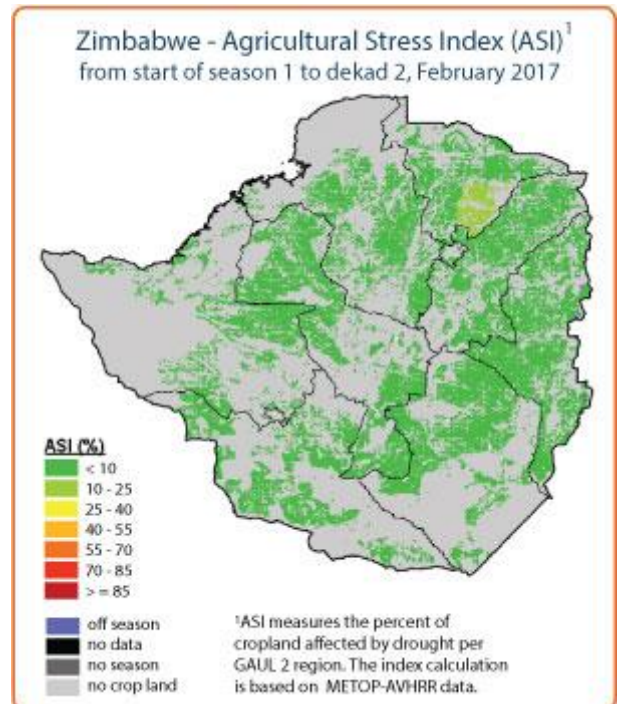 Zimbabwe - Agricultural Stress Index (ASI)¹
from start of season 1 to dekad 2, February 2017
ASI (%)
< 10
10 - 25
25 - 40
40 - 55
55 - 70
70 - 85
> = 85
off season
no data
no season
no crop land
¹ASI measures the percent of
cropland affected by drought per
GAUL 2 region. The index calculation
is based on METOP-AVHRR data.